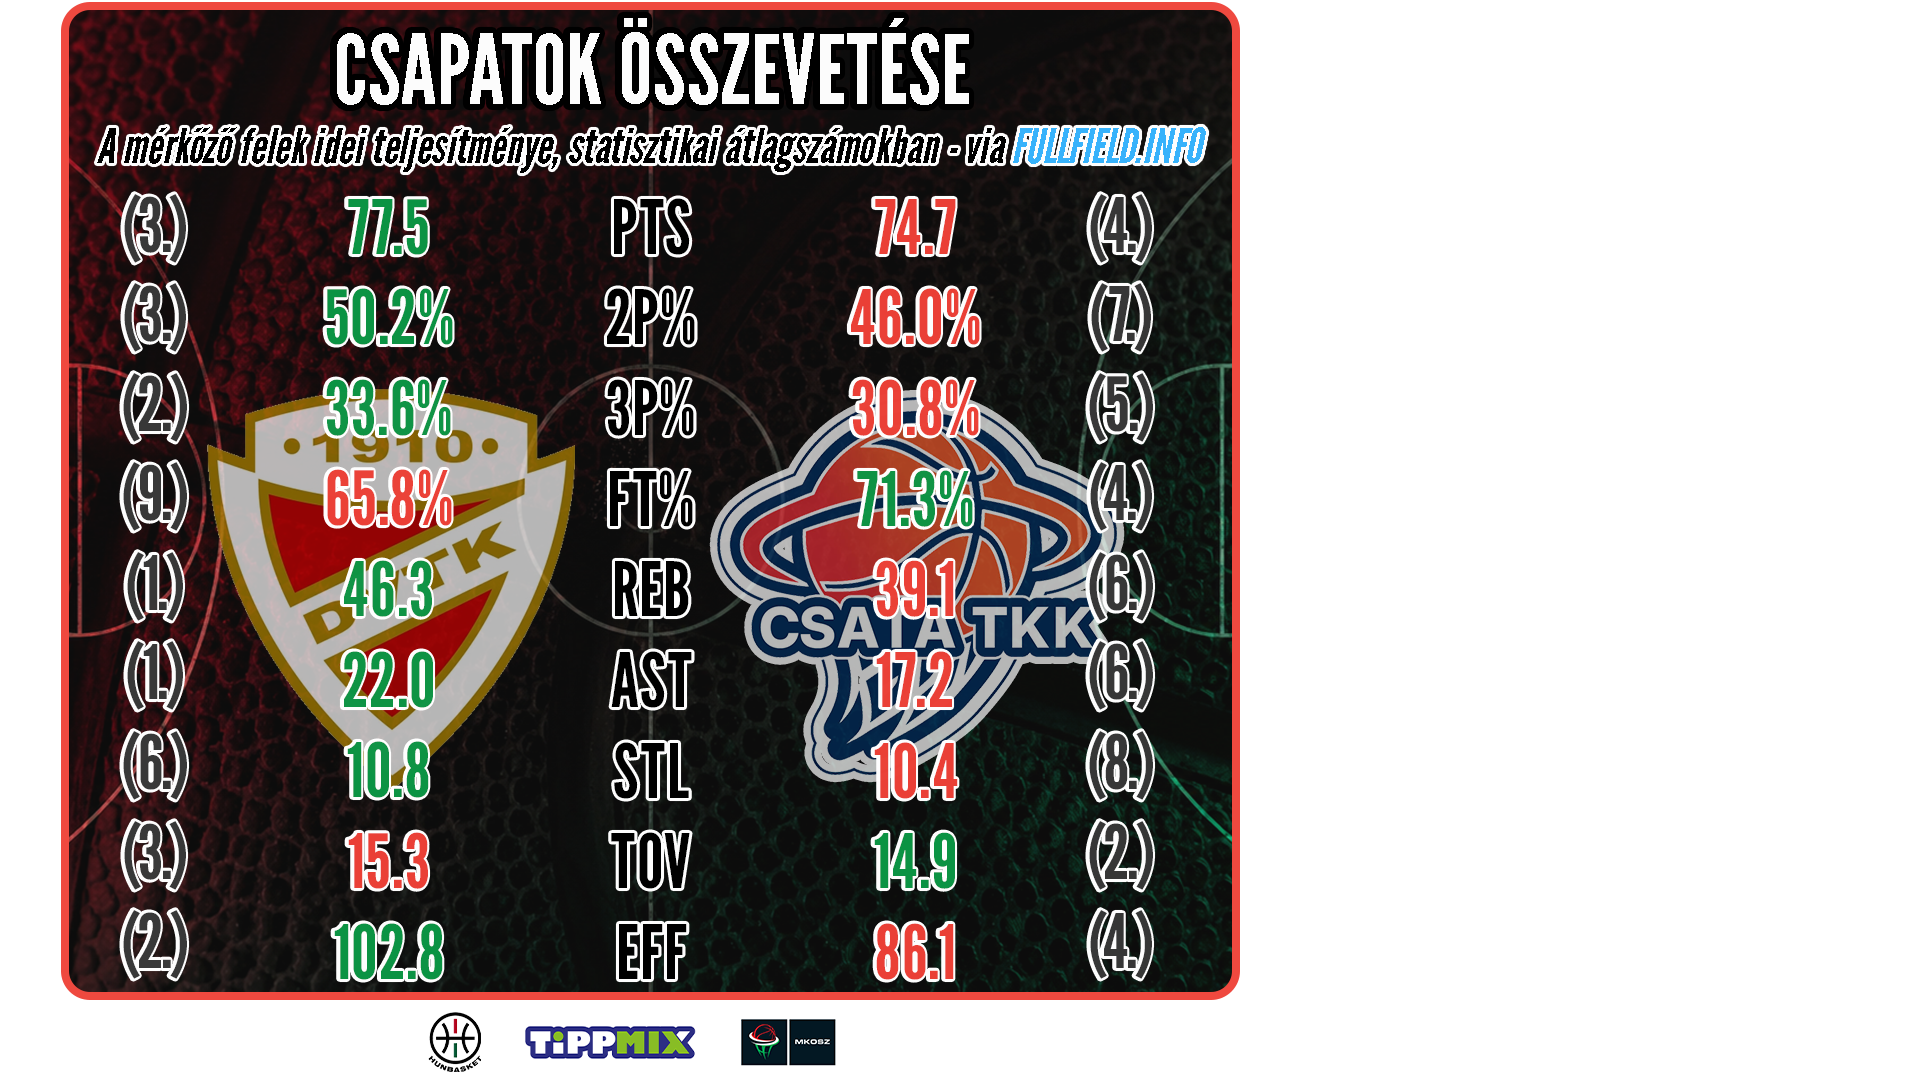 CSAPATOK ÖSSZEVETÉSE
A mérkőző felek idei teljesítménye, statisztikai átlagszámokban - via FULLFIELD.INFO
(3.) 77.5 PTS 74.7 (4.)
(3.) 50.2% 2P% 46.0% (7.)
(2.) 33.6% 3P% 30.8% (5.)
•1910•
(9.) 65.8% FT% 71.3% (4.)
(1.) 46.3 REB 39.1 (6.)
DVTK
CSATA TKK
(1.) 22.0 AST 17.2 (6.)
(6.) 10.8 STL 10.4 (8.)
(3.) 15.3 TOV 14.9 (2.)
(2.) 102.8 EFF 86.1 (4.)
HUNBASKET
TiPPMIX
MKOSZ